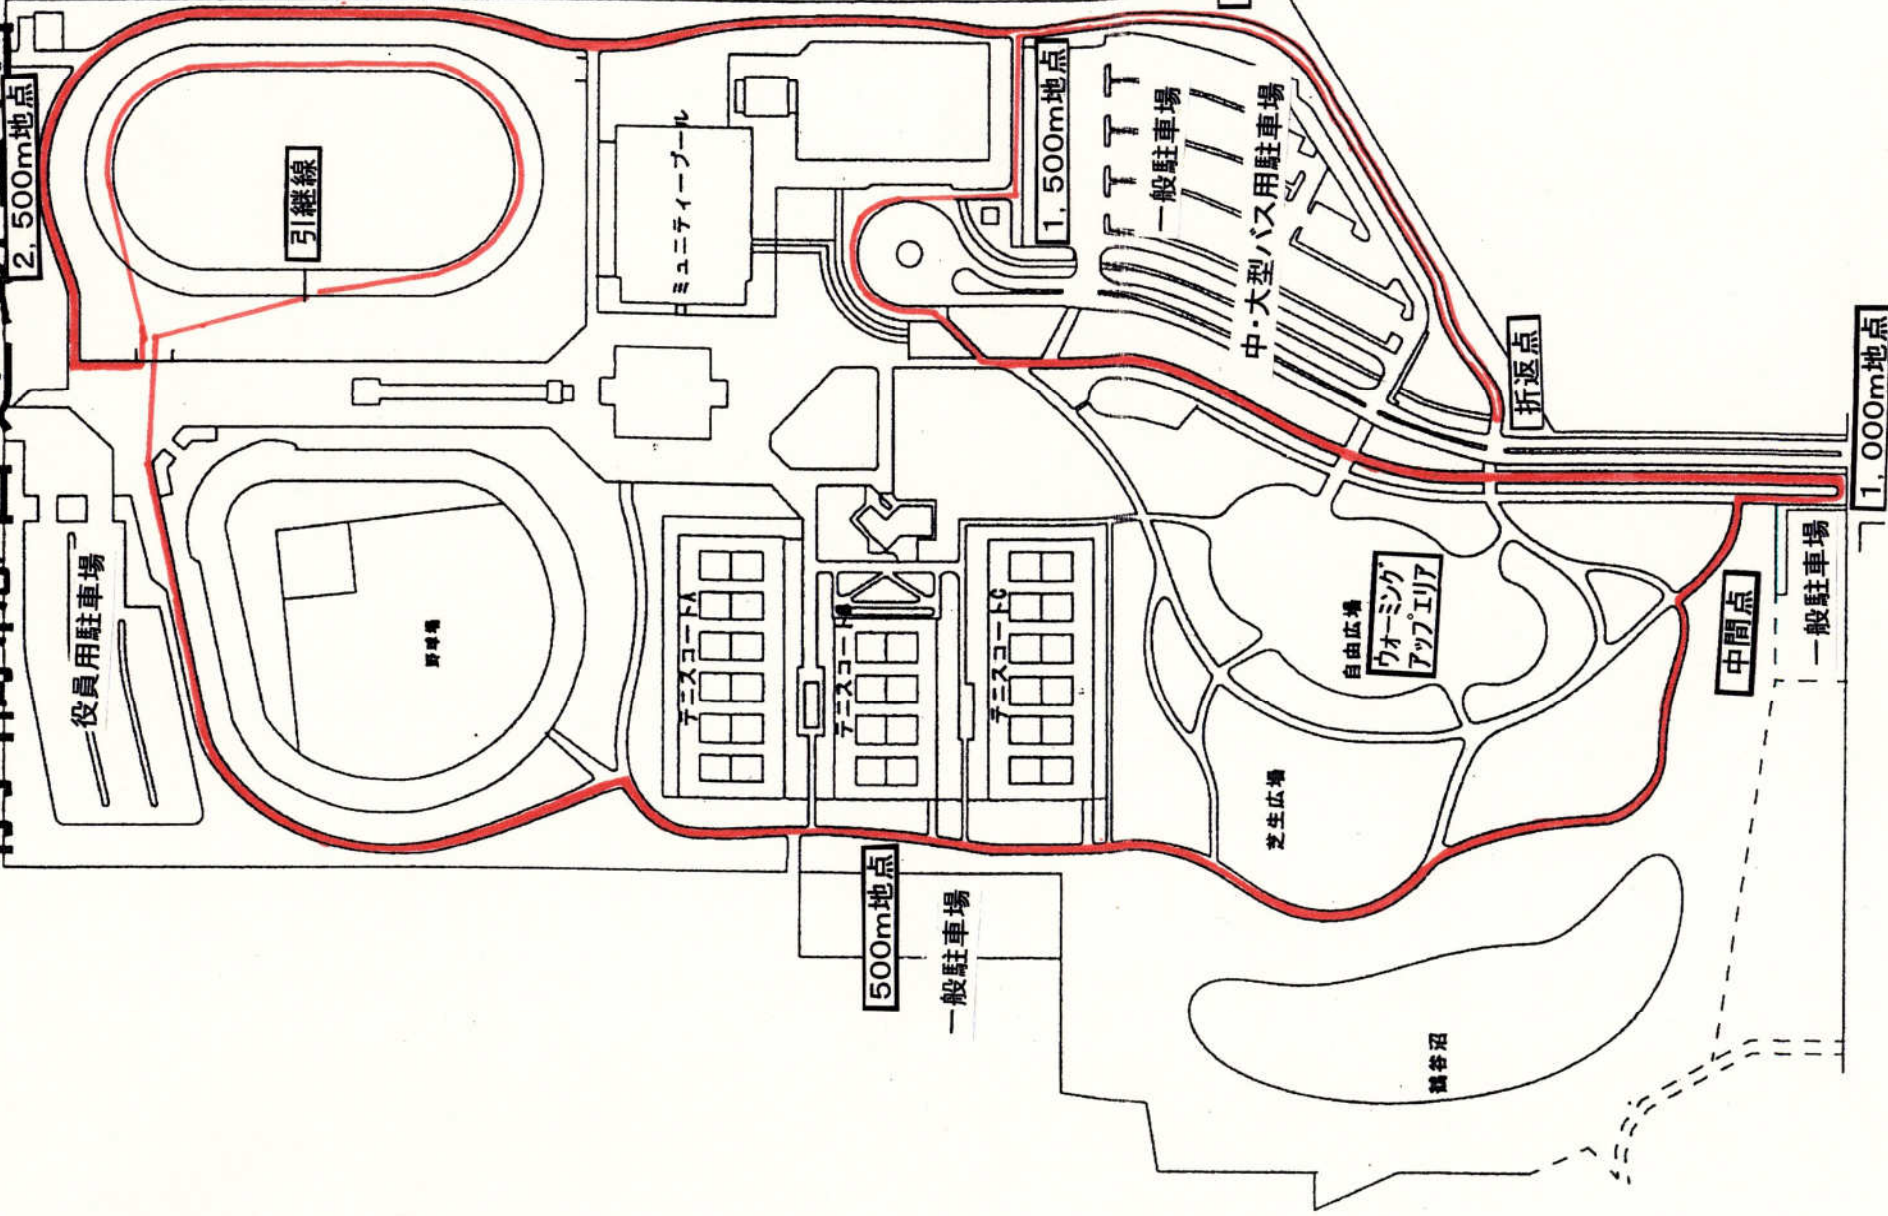 2,500m地点
引継線
ミュニティープール
1,500m地点
一般駐車場
中・大型バス用駐車場
折返点
1,000m地点
役員用駐車場
野球場
テニスコートA
テニスコート
テニスコートC
自由広場
ウォーミング
アップエリア
中間点
一般駐車場
芝生広場
500m地点
一般駐車場
鶴谷沼